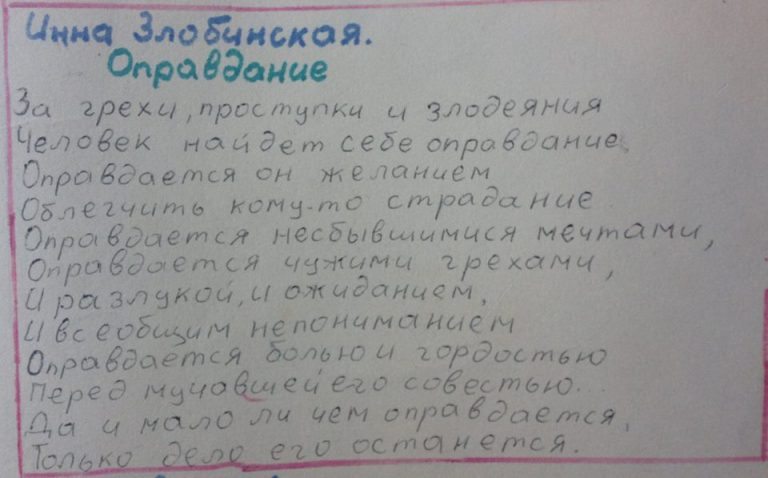 Инна Злобинская.
Оправдание
За грехи, проступки и злодеяния
Человек найдет себе оправдание.
Оправдается он желанием
Облегчить кому-то страдание
Оправдается несбывшимися мечтами,
Оправдается чужими грехами,
И разлукой, и ожиданием,
И всеобщим непониманием
Оправдается болью и гордостью
Перед мучавшей его совестью...
Да и мало ли чем оправдается,
Только дело его останется.